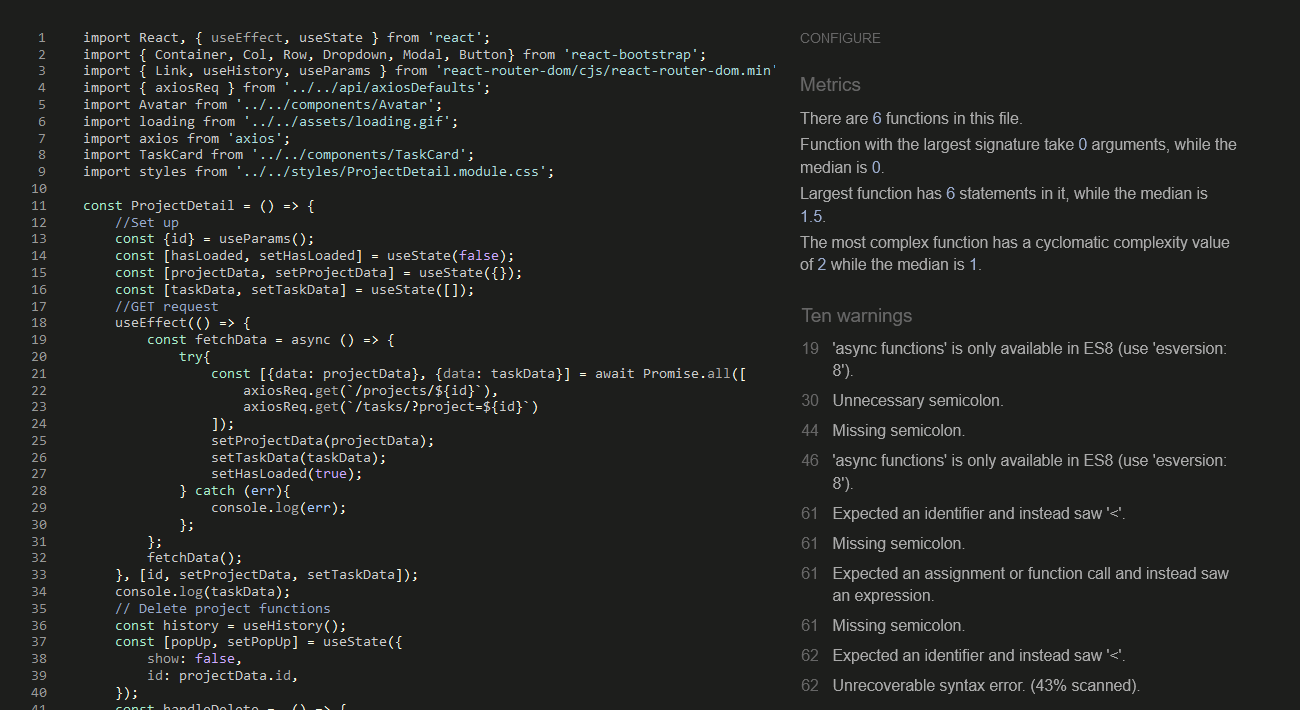 1 import React, { useEffect, useState } from 'react';
2 import { Container, Col, Row, Dropdown, Modal, Button} from 'react-bootstrap';
3 import { Link, useHistory, useParams } from 'react-router-dom/cjs/react-router-dom.min'
4 import { axiosReq } from '../../api/axiosDefaults';
5 import Avatar from '../../components/Avatar';
6 import loading from '../../assets/loading.gif';
7 import axios from 'axios';
8 import TaskCard from '../../components/TaskCard';
9 import styles from '../../styles/ProjectDetail.module.css';
10
11 const ProjectDetail = () => {
12 //Set up
13 const {id} = useParams();
14 const [hasLoaded, setHasLoaded] = useState(false);
15 const [projectData, setProjectData] = useState({});
16 const [taskData, setTaskData] = useState([]);
17 //GET request
18 useEffect(() => {
19 const fetchData = async () => {
20 try{
21 const [{data: projectData}, {data: taskData}] = await Promise.all([
22 axiosReq.get(`/projects/${id}`),
23 axiosReq.get(`/tasks/?project=${id}`)
24 ]);
25 setProjectData(projectData);
26 setTaskData(taskData);
27 setHasLoaded(true);
28 } catch (err){
29 console.log(err);
30 };
31 };
32 fetchData();
33 }, [id, setProjectData, setTaskData]);
34 console.log(taskData);
35 // Delete project functions
36 const history = useHistory();
37 const [popUp, setPopUp] = useState({
38 show: false,
39 id: projectData.id,
40 });
41 const handleDelete = () => {
CONFIGURE
Metrics
There are 6 functions in this file.
Function with the largest signature take 0 arguments, while the
median is 0.
Largest function has 6 statements in it, while the median is
1.5.
The most complex function has a cyclomatic complexity value
of 2 while the median is 1.
Ten warnings
19 'async functions' is only available in ES8 (use 'esversion:
8').
30 Unnecessary semicolon.
44 Missing semicolon.
46 'async functions' is only available in ES8 (use 'esversion:
8').
61 Expected an identifier and instead saw '<'.
61 Missing semicolon.
61 Expected an assignment or function call and instead saw
an expression.
61 Missing semicolon.
62 Expected an identifier and instead saw '<'.
62 Unrecoverable syntax error. (43% scanned).